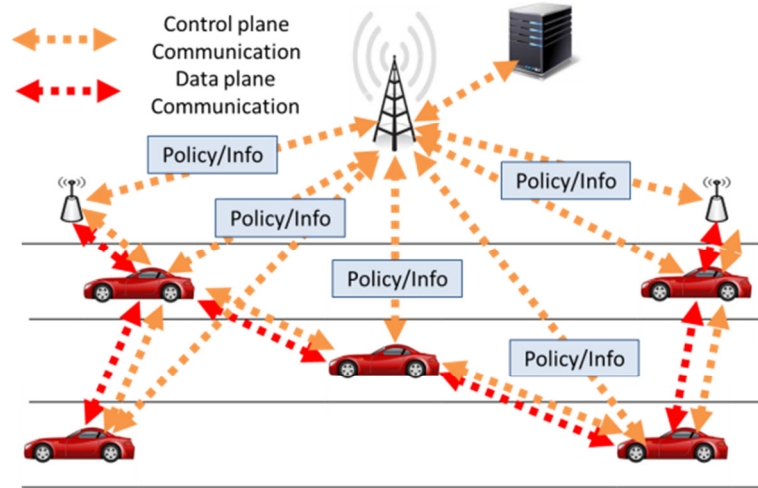 Control plane
Communication
Data plane
Communication
Policy/Info
Policy/Info
Policy/Info
Policy/Info
Policy/Info